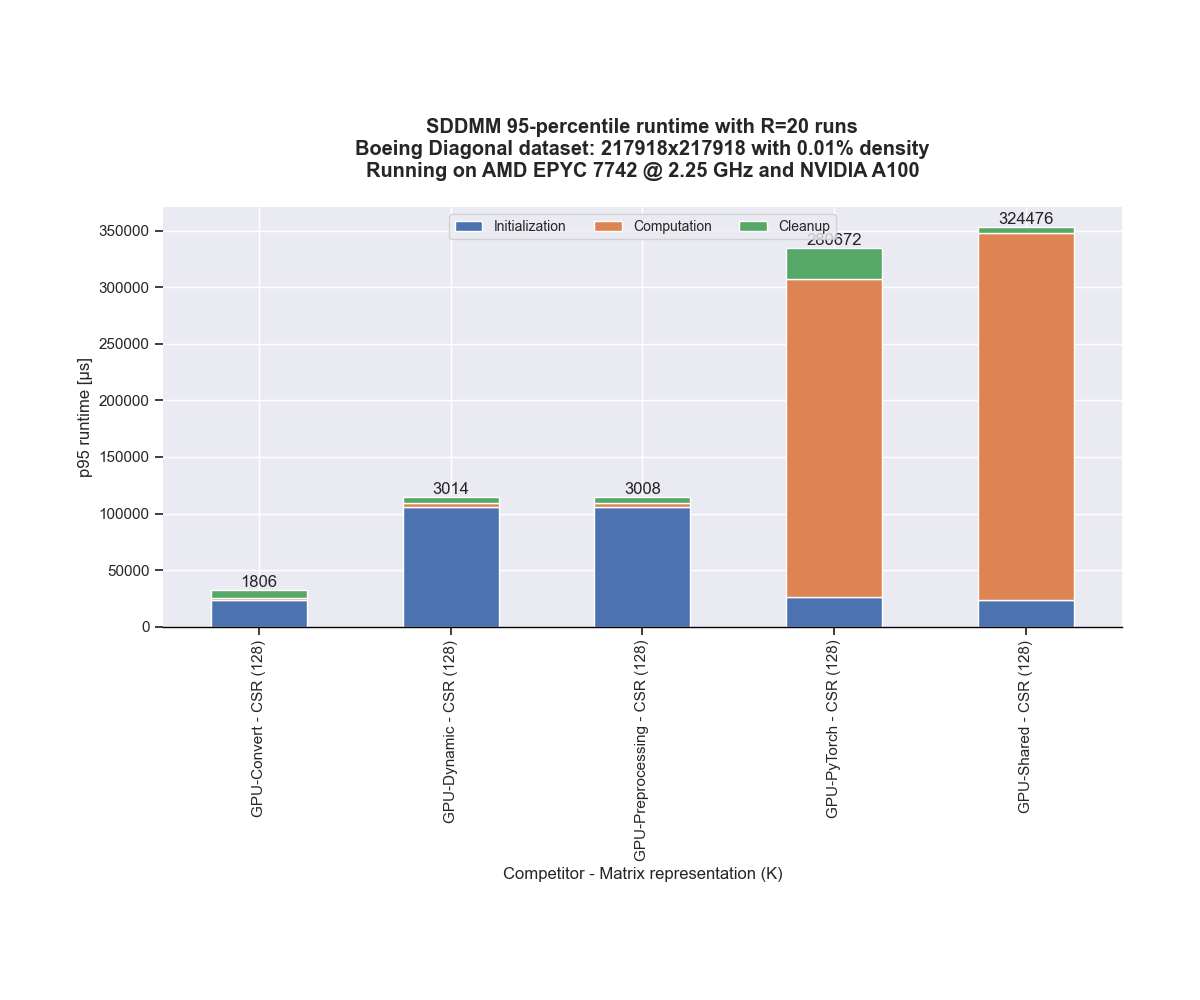 SDDMM 95-percentile runtime with R=20 runs
Boeing Diagonal dataset: 217918x217918 with 0.01% density
Running on AMD EPYC 7742 @ 2.25 GHz and NVIDIA A100
Initialization Computation Cleanup
324476
280672
3014
3008
1806
350000
300000
250000
200000
150000
100000
50000
0
p95 runtime [µs]
GPU-Convert - CSR (128)
GPU-Dynamic - CSR (128)
GPU-Preprocessing - CSR (128)
GPU-PyTorch - CSR (128)
GPU-Shared - CSR (128)
Competitor - Matrix representation (K)